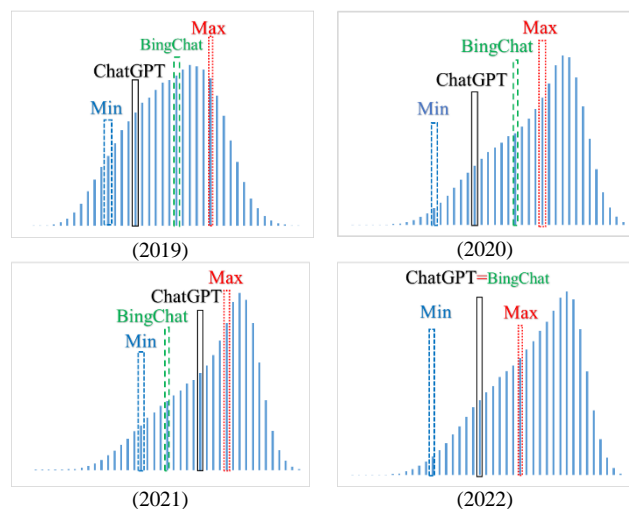 Max
BingChat
ChatGPT
Min
(2019)
Max
BingChat
ChatGPT
Min
(2020)
Max
ChatGPT
BingChat
Min
(2021)
ChatGPT=BingChat
Min
Max
(2022)